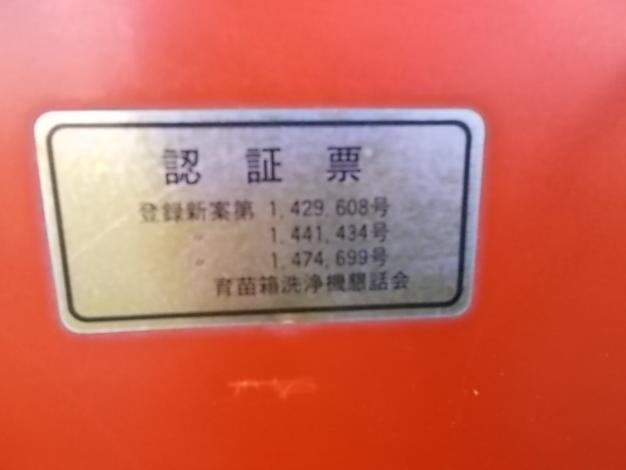 認証票
登録新案第 1,429,608号
〃 1,441,434号
〃 1,474,699号
育苗箱洗浄機懇話会